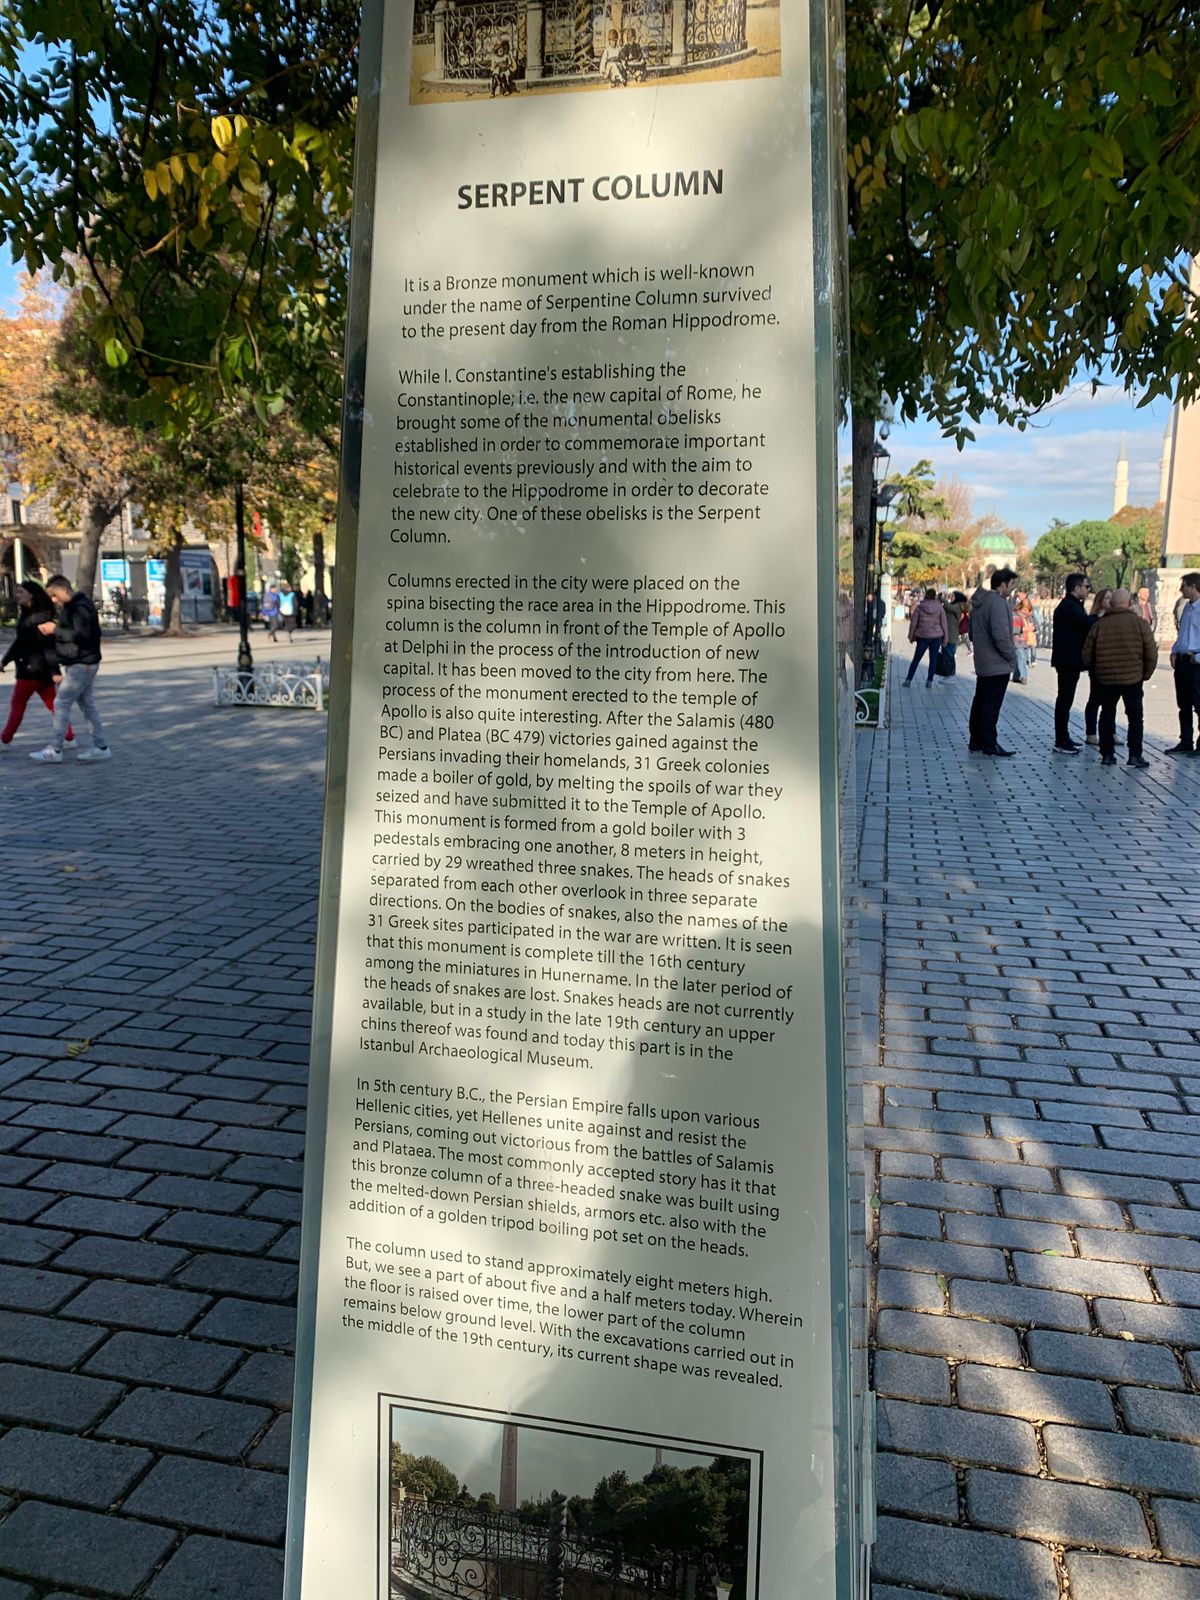 SERPENT COLUMN
It is a Bronze monument which is well-known
under the name of Serpentine Column survived
to the present day from the Roman Hippodrome.
While I. Constantine's establishing the
Constantinople; i.e. the new capital of Rome, he
brought some of the monumental obelisks
established in order to commemorate important
historical events previously and with the aim to
celebrate to the Hippodrome in order to decorate
the new city. One of these obelisks is the Serpent
Column.
Columns erected in the city were placed on the
spina bisecting the race area in the Hippodrome. This
column is the column in front of the Temple of Apollo
at Delphi in the process of the introduction of new
capital. It has been moved to the city from here. The
process of the monument erected to the temple of
Apollo is also quite interesting. After the Salamis (480
BC) and Platea (BC 479) victories gained against the
Persians invading their homelands, 31 Greek colonies
made a boiler of gold, by melting the spoils of war they
seized and have submitted it to the Temple of Apollo.
This monument is formed from a gold boiler with 3
pedestals embracing one another, 8 meters in height,
carried by 29 wreathed three snakes. The heads of snakes
separated from each other overlook in three separate
directions. On the bodies of snakes, also the names of the
31 Greek sites participated in the war are written. It is seen
that this monument is complete till the 16th century
among the miniatures in Hunername. In the later period of
the heads of snakes are lost. Snakes heads are not currently
available, but in a study in the late 19th century an upper
chins thereof was found and today this part is in the
Istanbul Archaeological Museum.
In 5th century B.C., the Persian Empire falls upon various
Hellenic cities, yet Hellenes unite against and resist the
Persians, coming out victorious from the battles of Salamis
and Plataea. The most commonly accepted story has it that
this bronze column of a three-headed snake was built using
the melted-down Persian shields, armors etc. also with the
addition of a golden tripod boiling pot set on the heads.
The column used to stand approximately eight meters high.
But, we see a part of about five and a half meters today. Wherein
the floor is raised over time, the lower part of the column
remains below ground level. With the excavations carried out in
the middle of the 19th century, its current shape was revealed.